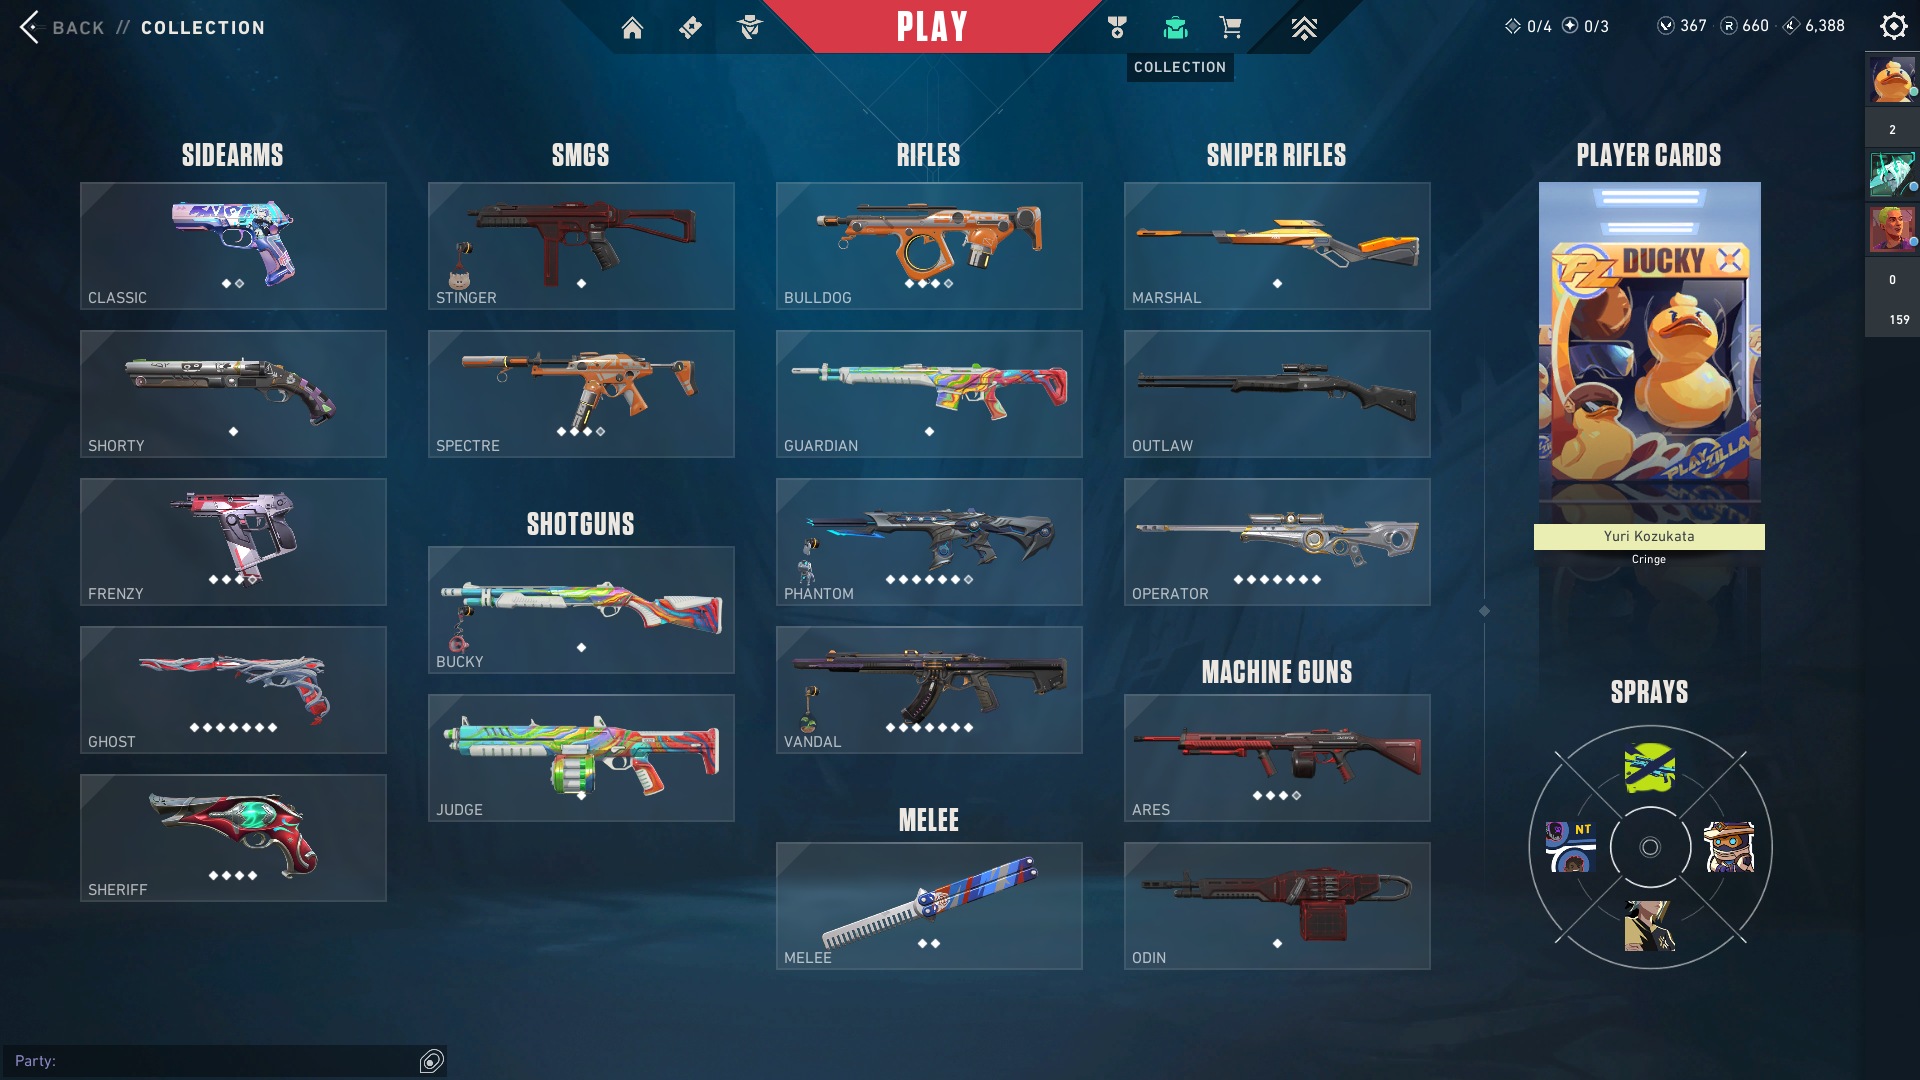 BACK // COLLECTION
PLAY
0/4 0/3
367 660 6,388
COLLECTION
2
0
159
SIDEARMS
CLASSIC
SHORTY
FRENZY
GHOST
SHERIFF
SMGS
STINGER
SPECTRE
SHOTGUNS
BUCKY
JUDGE
RIFLES
BULLDOG
GUARDIAN
PHANTOM
VANDAL
MELEE
MELEE
SNIPER RIFLES
MARSHAL
OUTLAW
OPERATOR
MACHINE GUNS
ARES
ODIN
PLAYER CARDS
DUCKY
PLAYZILLA
Yuri Kozukata
Cringe
SPRAYS
NT
Party: